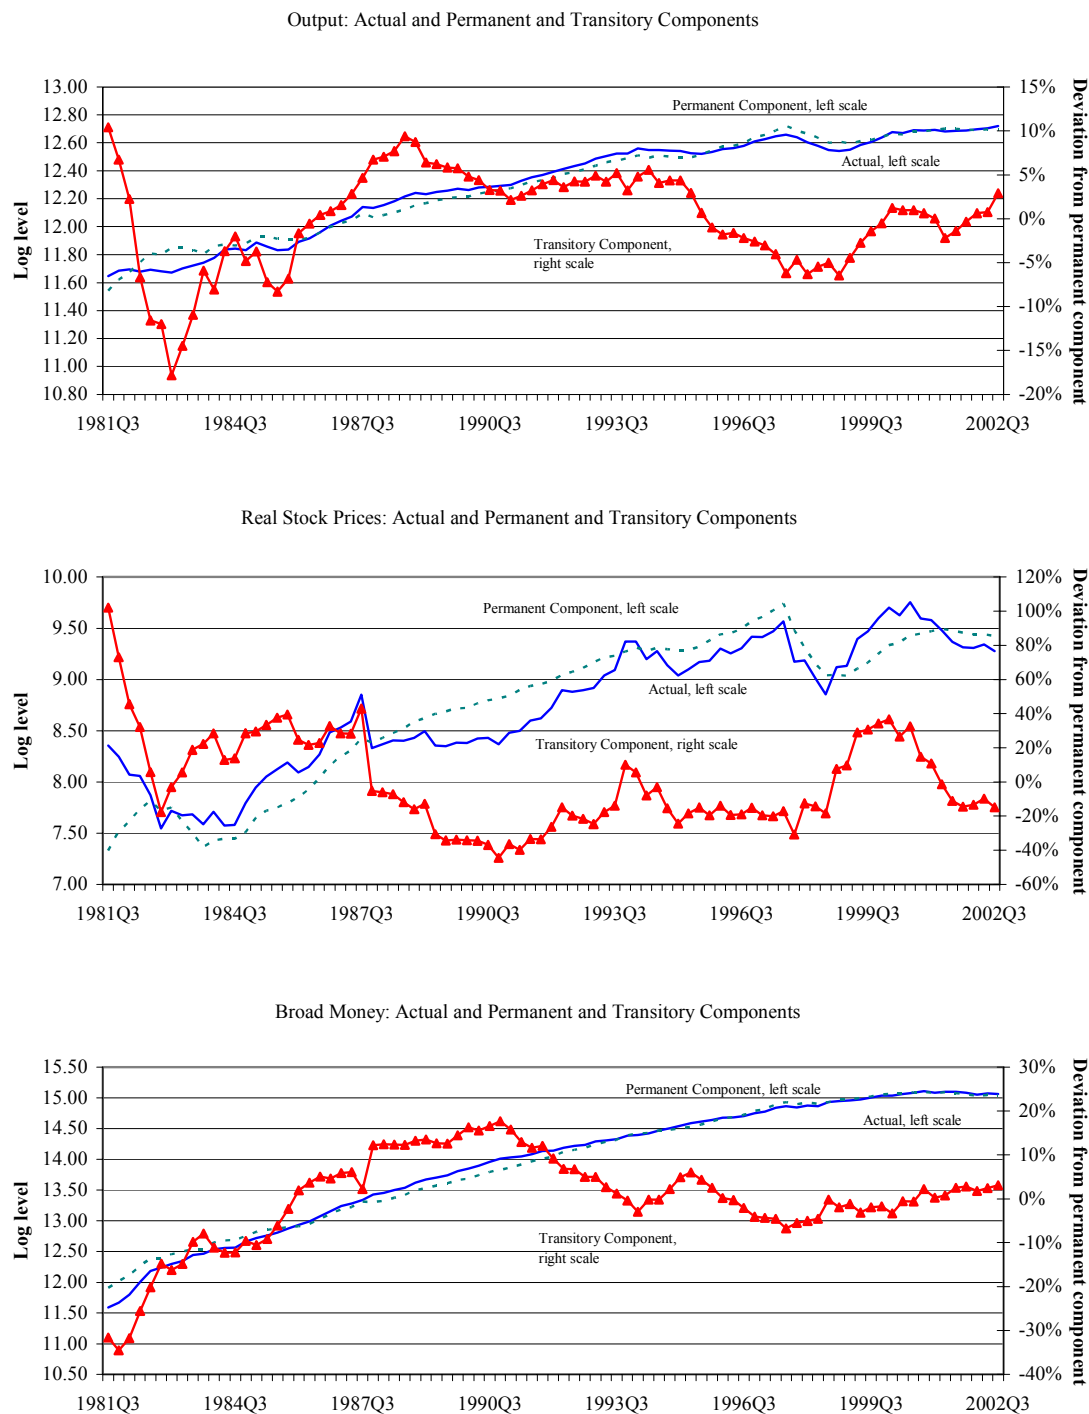 Output: Actual and Permanent and Transitory Components
13.00
12.80
12.60
12.40
12.20
12.00
11.80
11.60
11.40
11.20
11.00
10.80
Log level
15%
10%
5%
0%
-5%
-10%
-15%
-20%
Deviation from permanent component
Permanent Component, left scale
Actual, left scale
Transitory Component,
right scale
1981Q3 1984Q3 1987Q3 1990Q3 1993Q3 1996Q3 1999Q3 2002Q3
Real Stock Prices: Actual and Permanent and Transitory Components
10.00
9.50
9.00
8.50
8.00
7.50
7.00
Log level
120%
100%
80%
60%
40%
20%
0%
-20%
-40%
-60%
Deviation from permanent component
Permanent Component, left scale
Actual, left scale
Transitory Component, right scale
1981Q3 1984Q3 1987Q3 1990Q3 1993Q3 1996Q3 1999Q3 2002Q3
Broad Money: Actual and Permanent and Transitory Components
15.50
15.00
14.50
14.00
13.50
13.00
12.50
12.00
11.50
11.00
10.50
Log level
30%
20%
10%
0%
-10%
-20%
-30%
-40%
Deviation from permanent component
Permanent Component, left scale
Actual, left scale
Transitory Component,
right scale
1981Q3 1984Q3 1987Q3 1990Q3 1993Q3 1996Q3 1999Q3 2002Q3